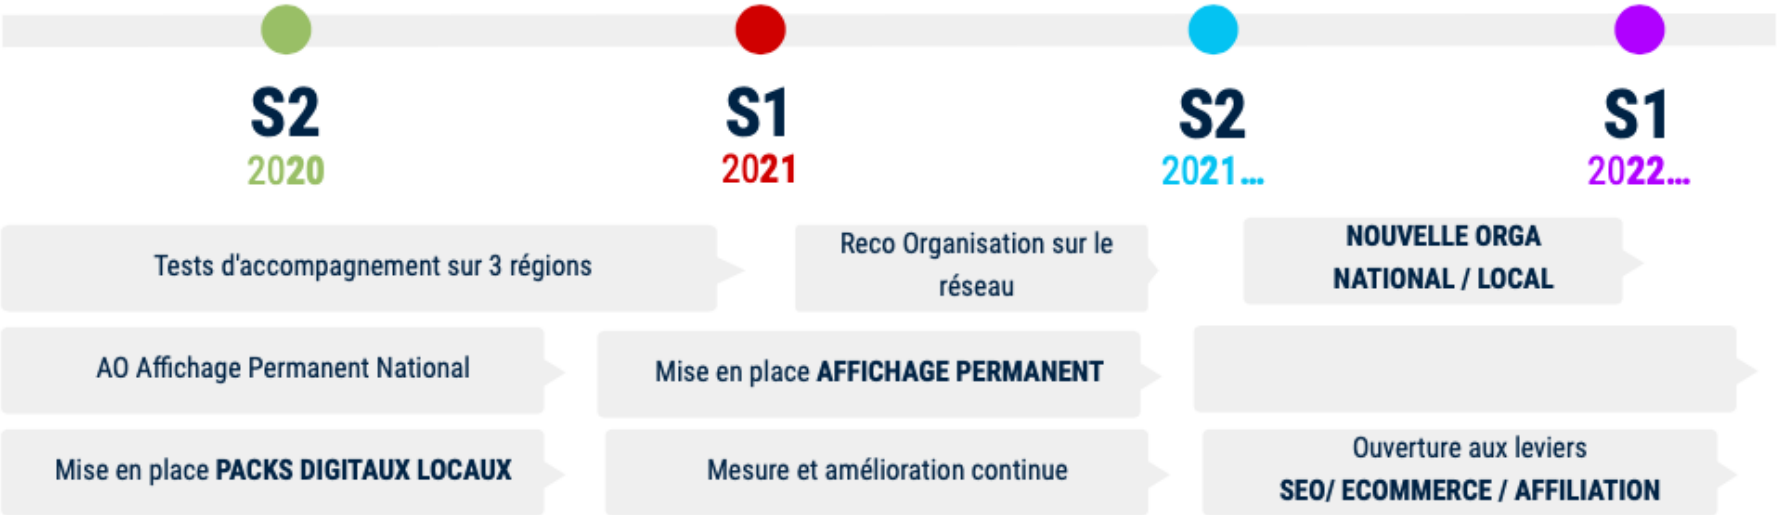 S2
2020
S1
2021
S2
2021...
S1
2022...
Tests d'accompagnement sur 3 régions
Reco Organisation sur le
réseau
NOUVELLE ORGA
NATIONAL / LOCAL
AO Affichage Permanent National
Mise en place AFFICHAGE PERMANENT
Mise en place PACKS DIGITAUX LOCAUX
Mesure et amélioration continue
Ouverture aux leviers
SEO/ ECOMMERCE / AFFILIATION